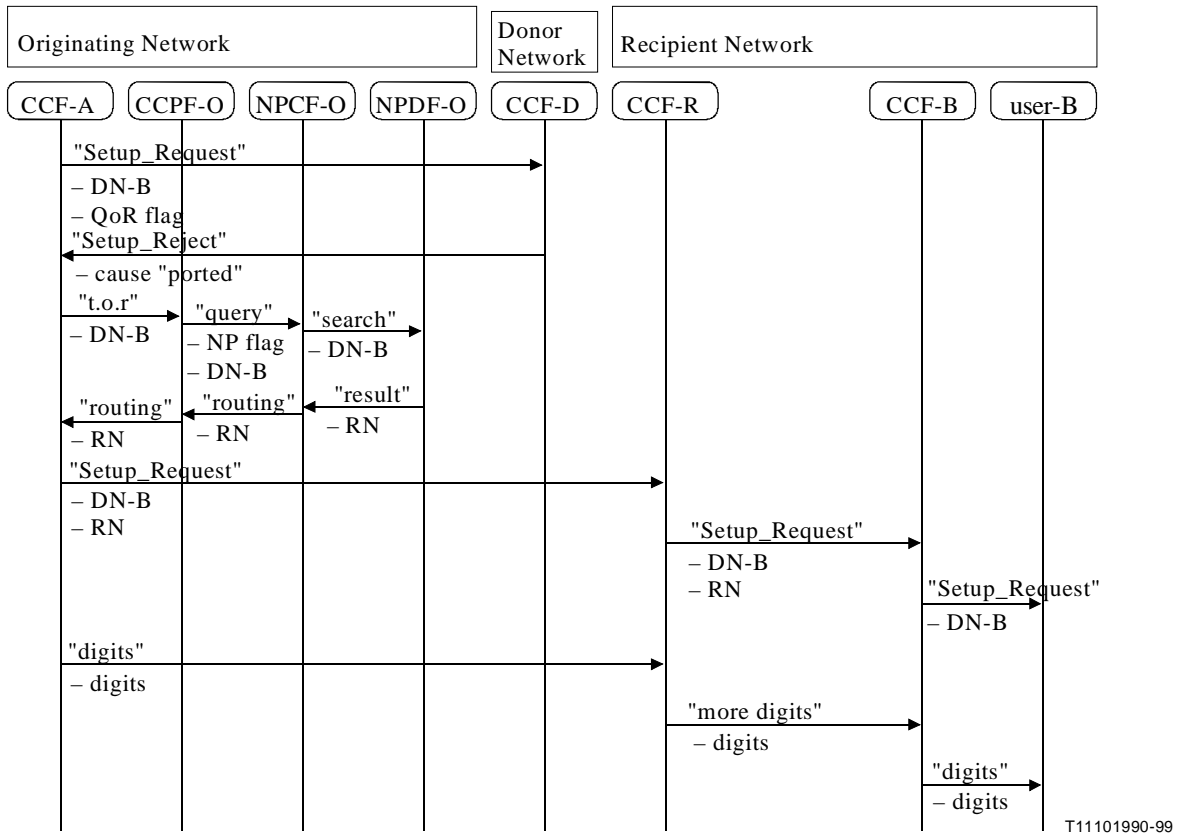 Originating Network
Donor
Network
Recipient Network
CCF-A
CCPF-O
NPCF-O
NPDF-O
CCF-D
CCF-R
CCF-B
user-B
"Setup_Request"
– DN-B
– QoR flag
"Setup_Reject"
– cause "ported"
"t.o.r"
– DN-B
"query"
– NP flag
– DN-B
"search"
– DN-B
"result"
– RN
"routing"
– RN
"routing"
– RN
"Setup_Request"
– DN-B
– RN
"Setup_Request"
– DN-B
– RN
"Setup_Request"
– DN-B
"digits"
– digits
"more digits"
– digits
"digits"
– digits
T11101990-99